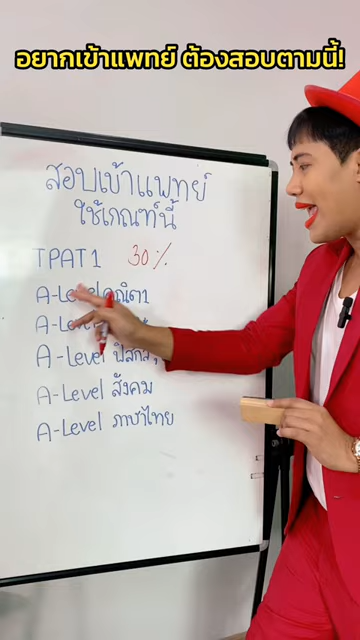 อยากเข้าแพทย์ ต้องสอบตามนี้!
สอบเข้าแพทย์
ใช้เกณฑ์นี้
TPAT1 30%
A-Level คณิต1
A-Level
A-Level ฟิสิกส์
A-Level สังคม
A-Level ภาษาไทย